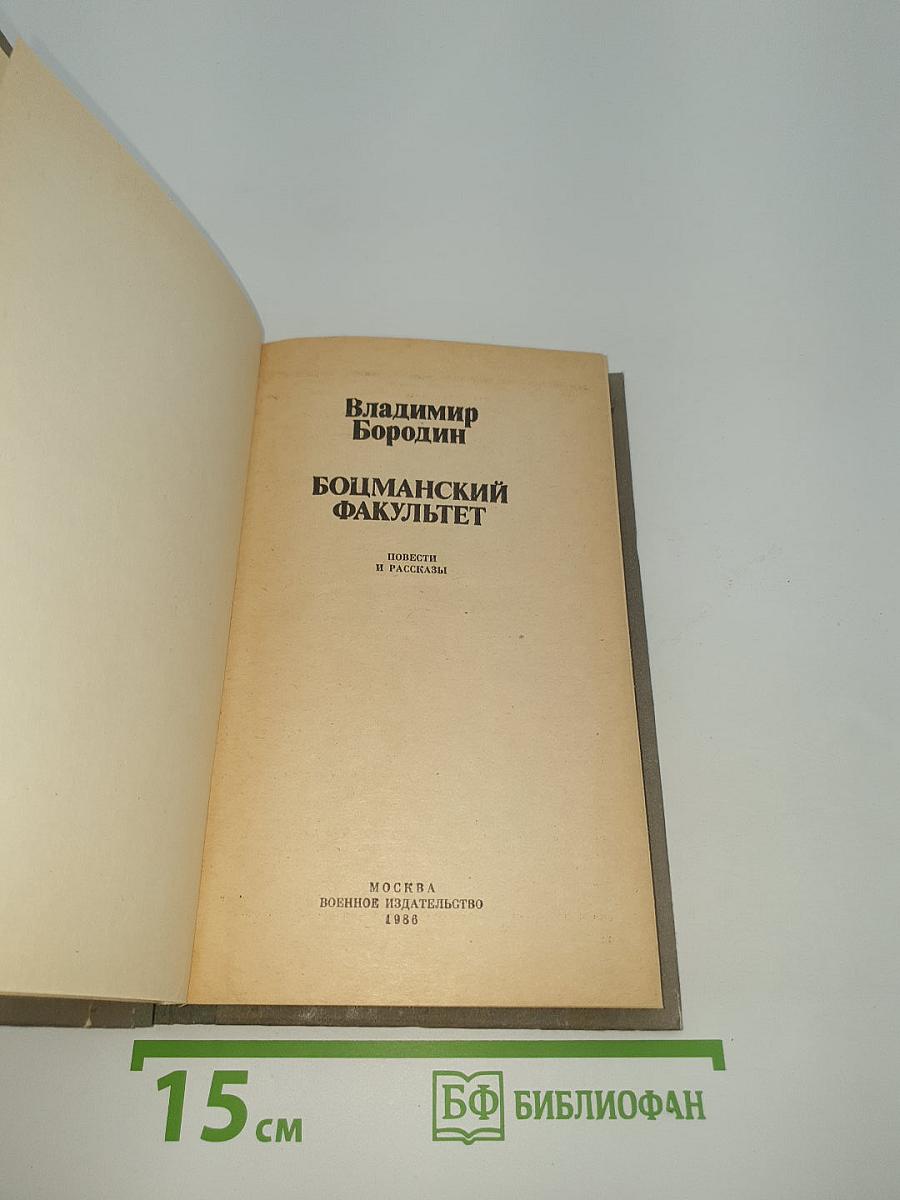 Владимир
Бородин
БОЦМАНСКИЙ
ФАКУЛЬТЕТ
ПОВЕСТИ
И РАССКАЗЫ
МОСКВА
ВОЕННОЕ ИЗДАТЕЛЬСТВО
1986
15 см
БФ БИБЛИОФАН